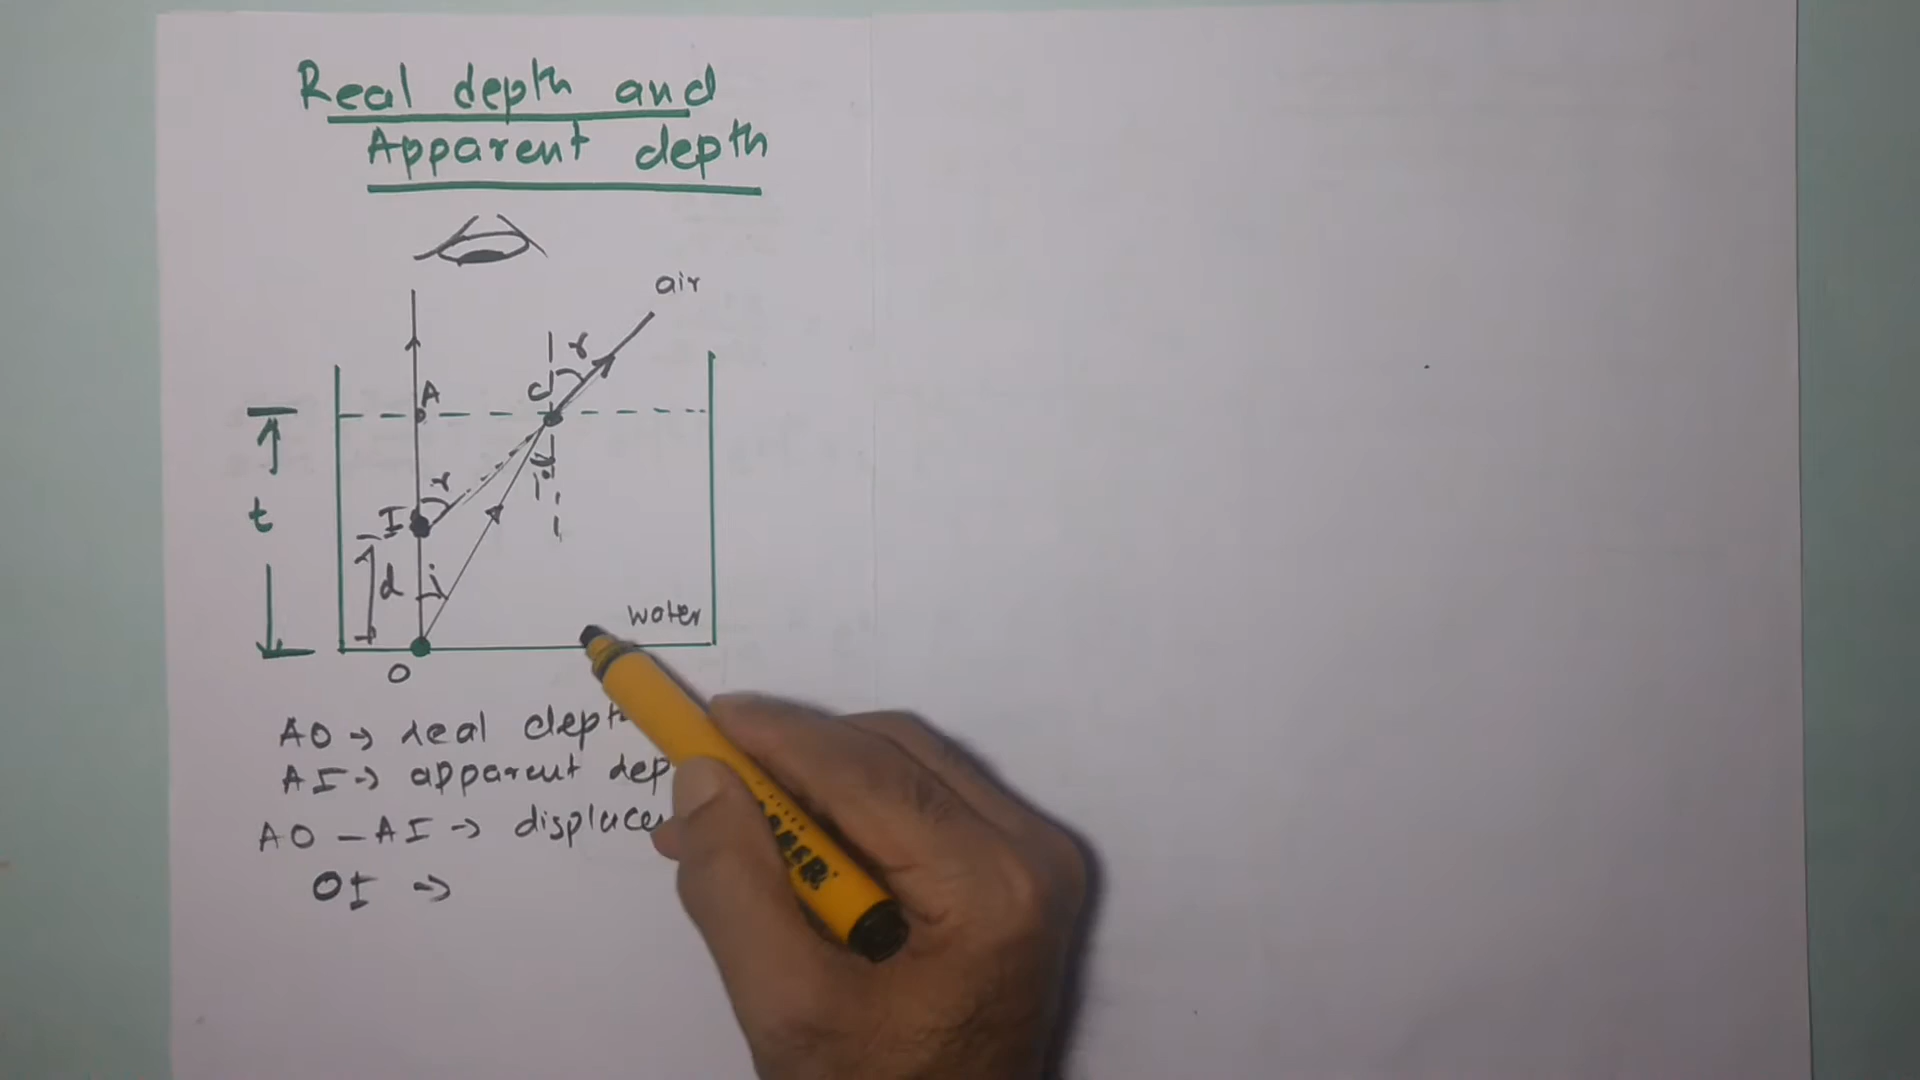 Real depth and
Apparent depth
air
r
A
C
r
i
t
I
d
i
water
O
AO → real depth
AI → apparent dep
AO - AI → displace
OI →